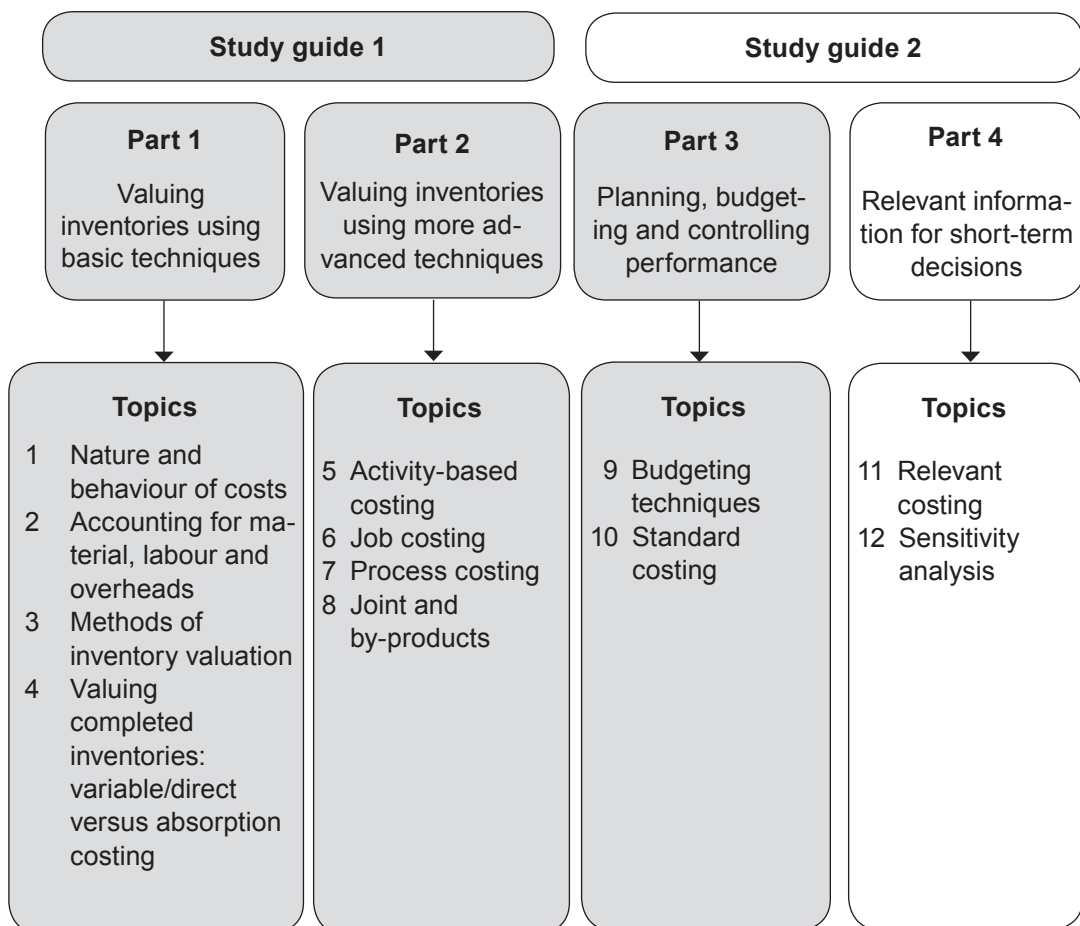 Study guide 1
Study guide 2
Part 1
Valuing
inventories using
basic techniques
Part 2
Valuing inventories
using more ad-
vanced techniques
Part 3
Planning, budget-
ing and controlling
performance
Part 4
Relevant informa-
tion for short-term
decisions
Topics
1 Nature and
behaviour of costs
2 Accounting for ma-
terial, labour and
overheads
3 Methods of
inventory valuation
4 Valuing
completed
inventories:
variable/direct
versus absorption
costing
Topics
5 Activity-based
costing
6 Job costing
7 Process costing
8 Joint and
by-products
Topics
9 Budgeting
techniques
10 Standard
costing
Topics
11 Relevant
costing
12 Sensitivity
analysis